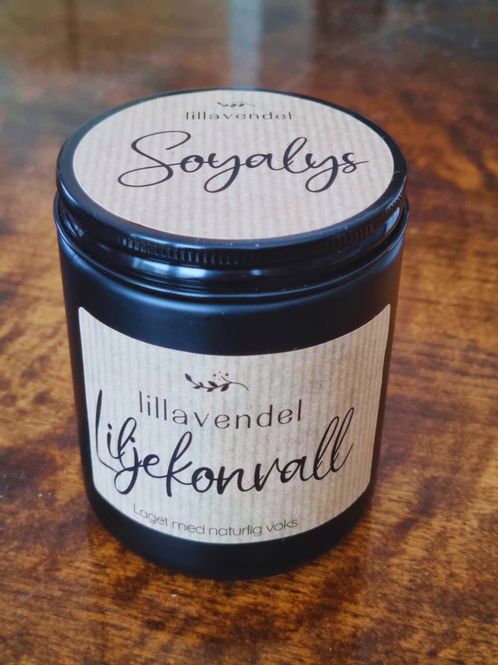 lillavendel
Soyalys
lillavendel
Liljekonvall
Laget med naturlig voks